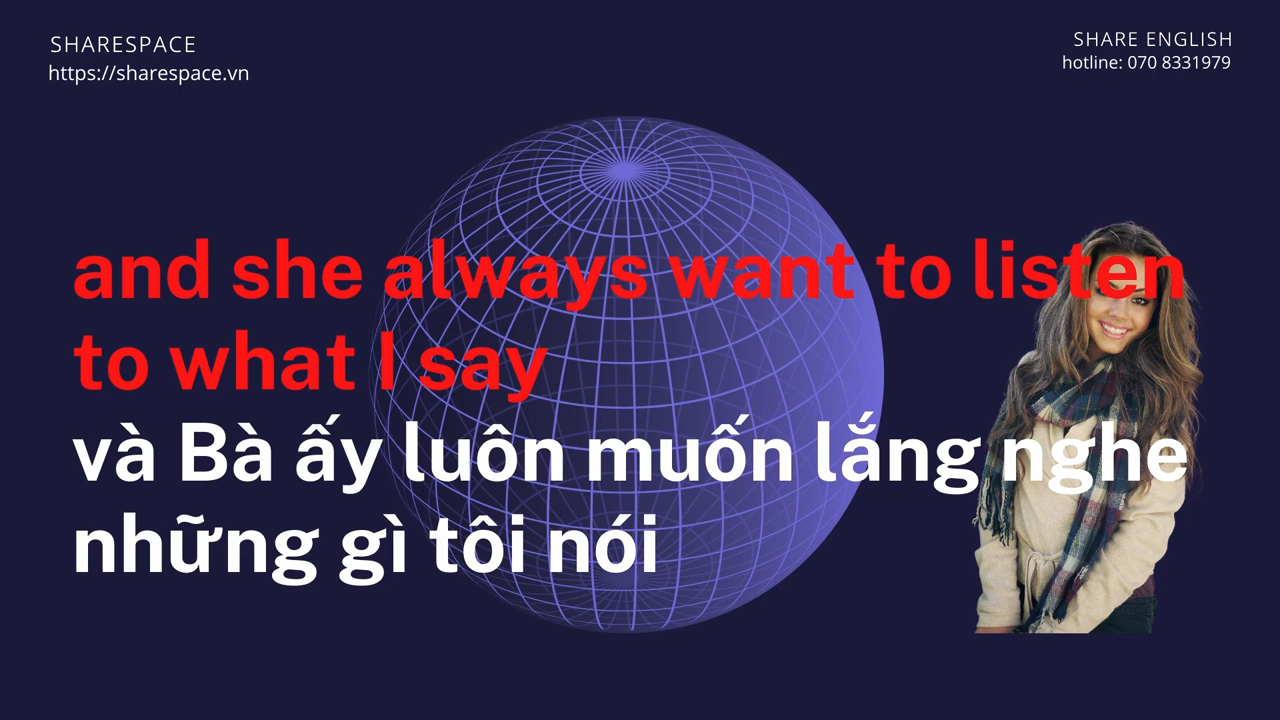 SHARESPACE
https://sharespace.vn
SHARE ENGLISH
hotline: 070 8331979
and she always want to listen
to what I say
và Bà ấy luôn muốn lắng nghe
những gì tôi nói